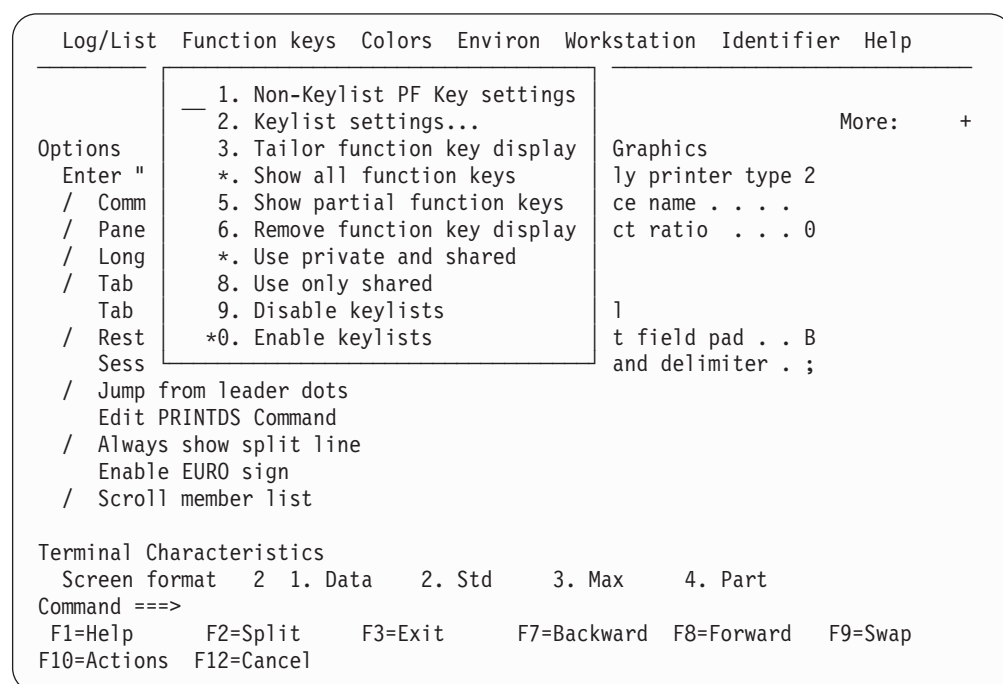 Log/List  Function keys  Colors  Environ  Workstation  Identifier  Help
__ 1. Non-Keylist PF Key settings
2. Keylist settings...                              More:     +
Options      3. Tailor function key display   Graphics
Enter "      *. Show all function keys        ly printer type 2
/  Comm      5. Show partial function keys    ce name . . . .
/  Pane      6. Remove function key display   ct ratio  . . . 0
/  Long      *. Use private and shared
/  Tab       8. Use only shared
Tab       9. Disable keylists              l
/  Rest     *0. Enable keylists               t field pad . . B
Sess                                     and delimiter . ;
/  Jump from leader dots
Edit PRINTDS Command
/  Always show split line
Enable EURO sign
/  Scroll member list
Terminal Characteristics
Screen format   2  1. Data     2. Std     3. Max     4. Part
Command ===>
F1=Help      F2=Split     F3=Exit      F7=Backward  F8=Forward   F9=Swap
F10=Actions  F12=Cancel